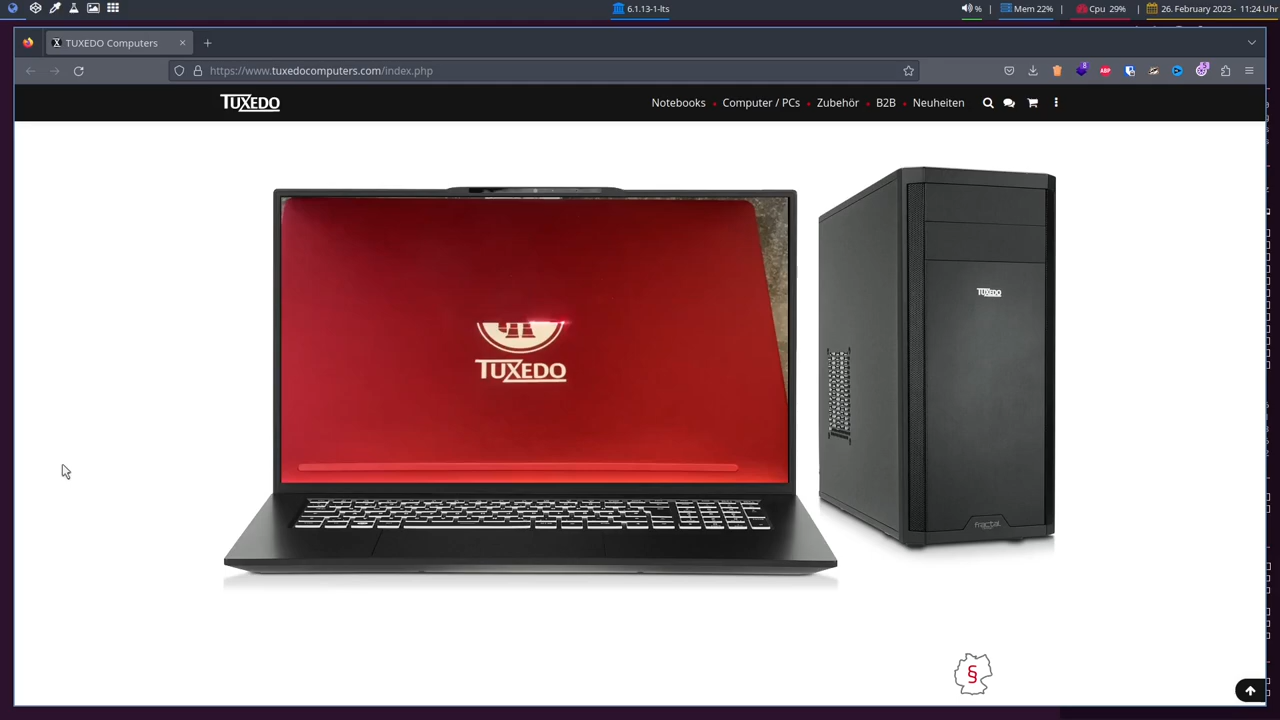 6.1.13-1-lts
%
Mem 22%
Cpu 29%
26. February 2023 - 11:24 Uhr
TUXEDO Computers
https://www.tuxedocomputers.com/index.php
ABP
TUXEDO
Notebooks
Computer / PCs
Zubehör
B2B
Neuheiten
TUXEDO
TUXEDO
fractal
§